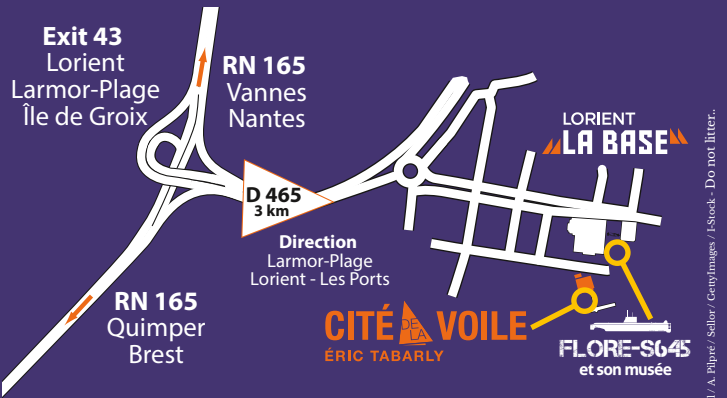 Exit 43
Lorient
Larmor-Plage
Île de Groix
RN 165
Vannes
Nantes
LORIENT
LA BASE
D 465
3 km
Direction
Larmor-Plage
Lorient - Les Ports
RN 165
Quimper
Brest
CITÉ DE LA VOILE
ÉRIC TABARLY
FLORE-S645
et son musée
/ A. Pilpré / Sellor / GettyImages / I-Stock - Do not litter..